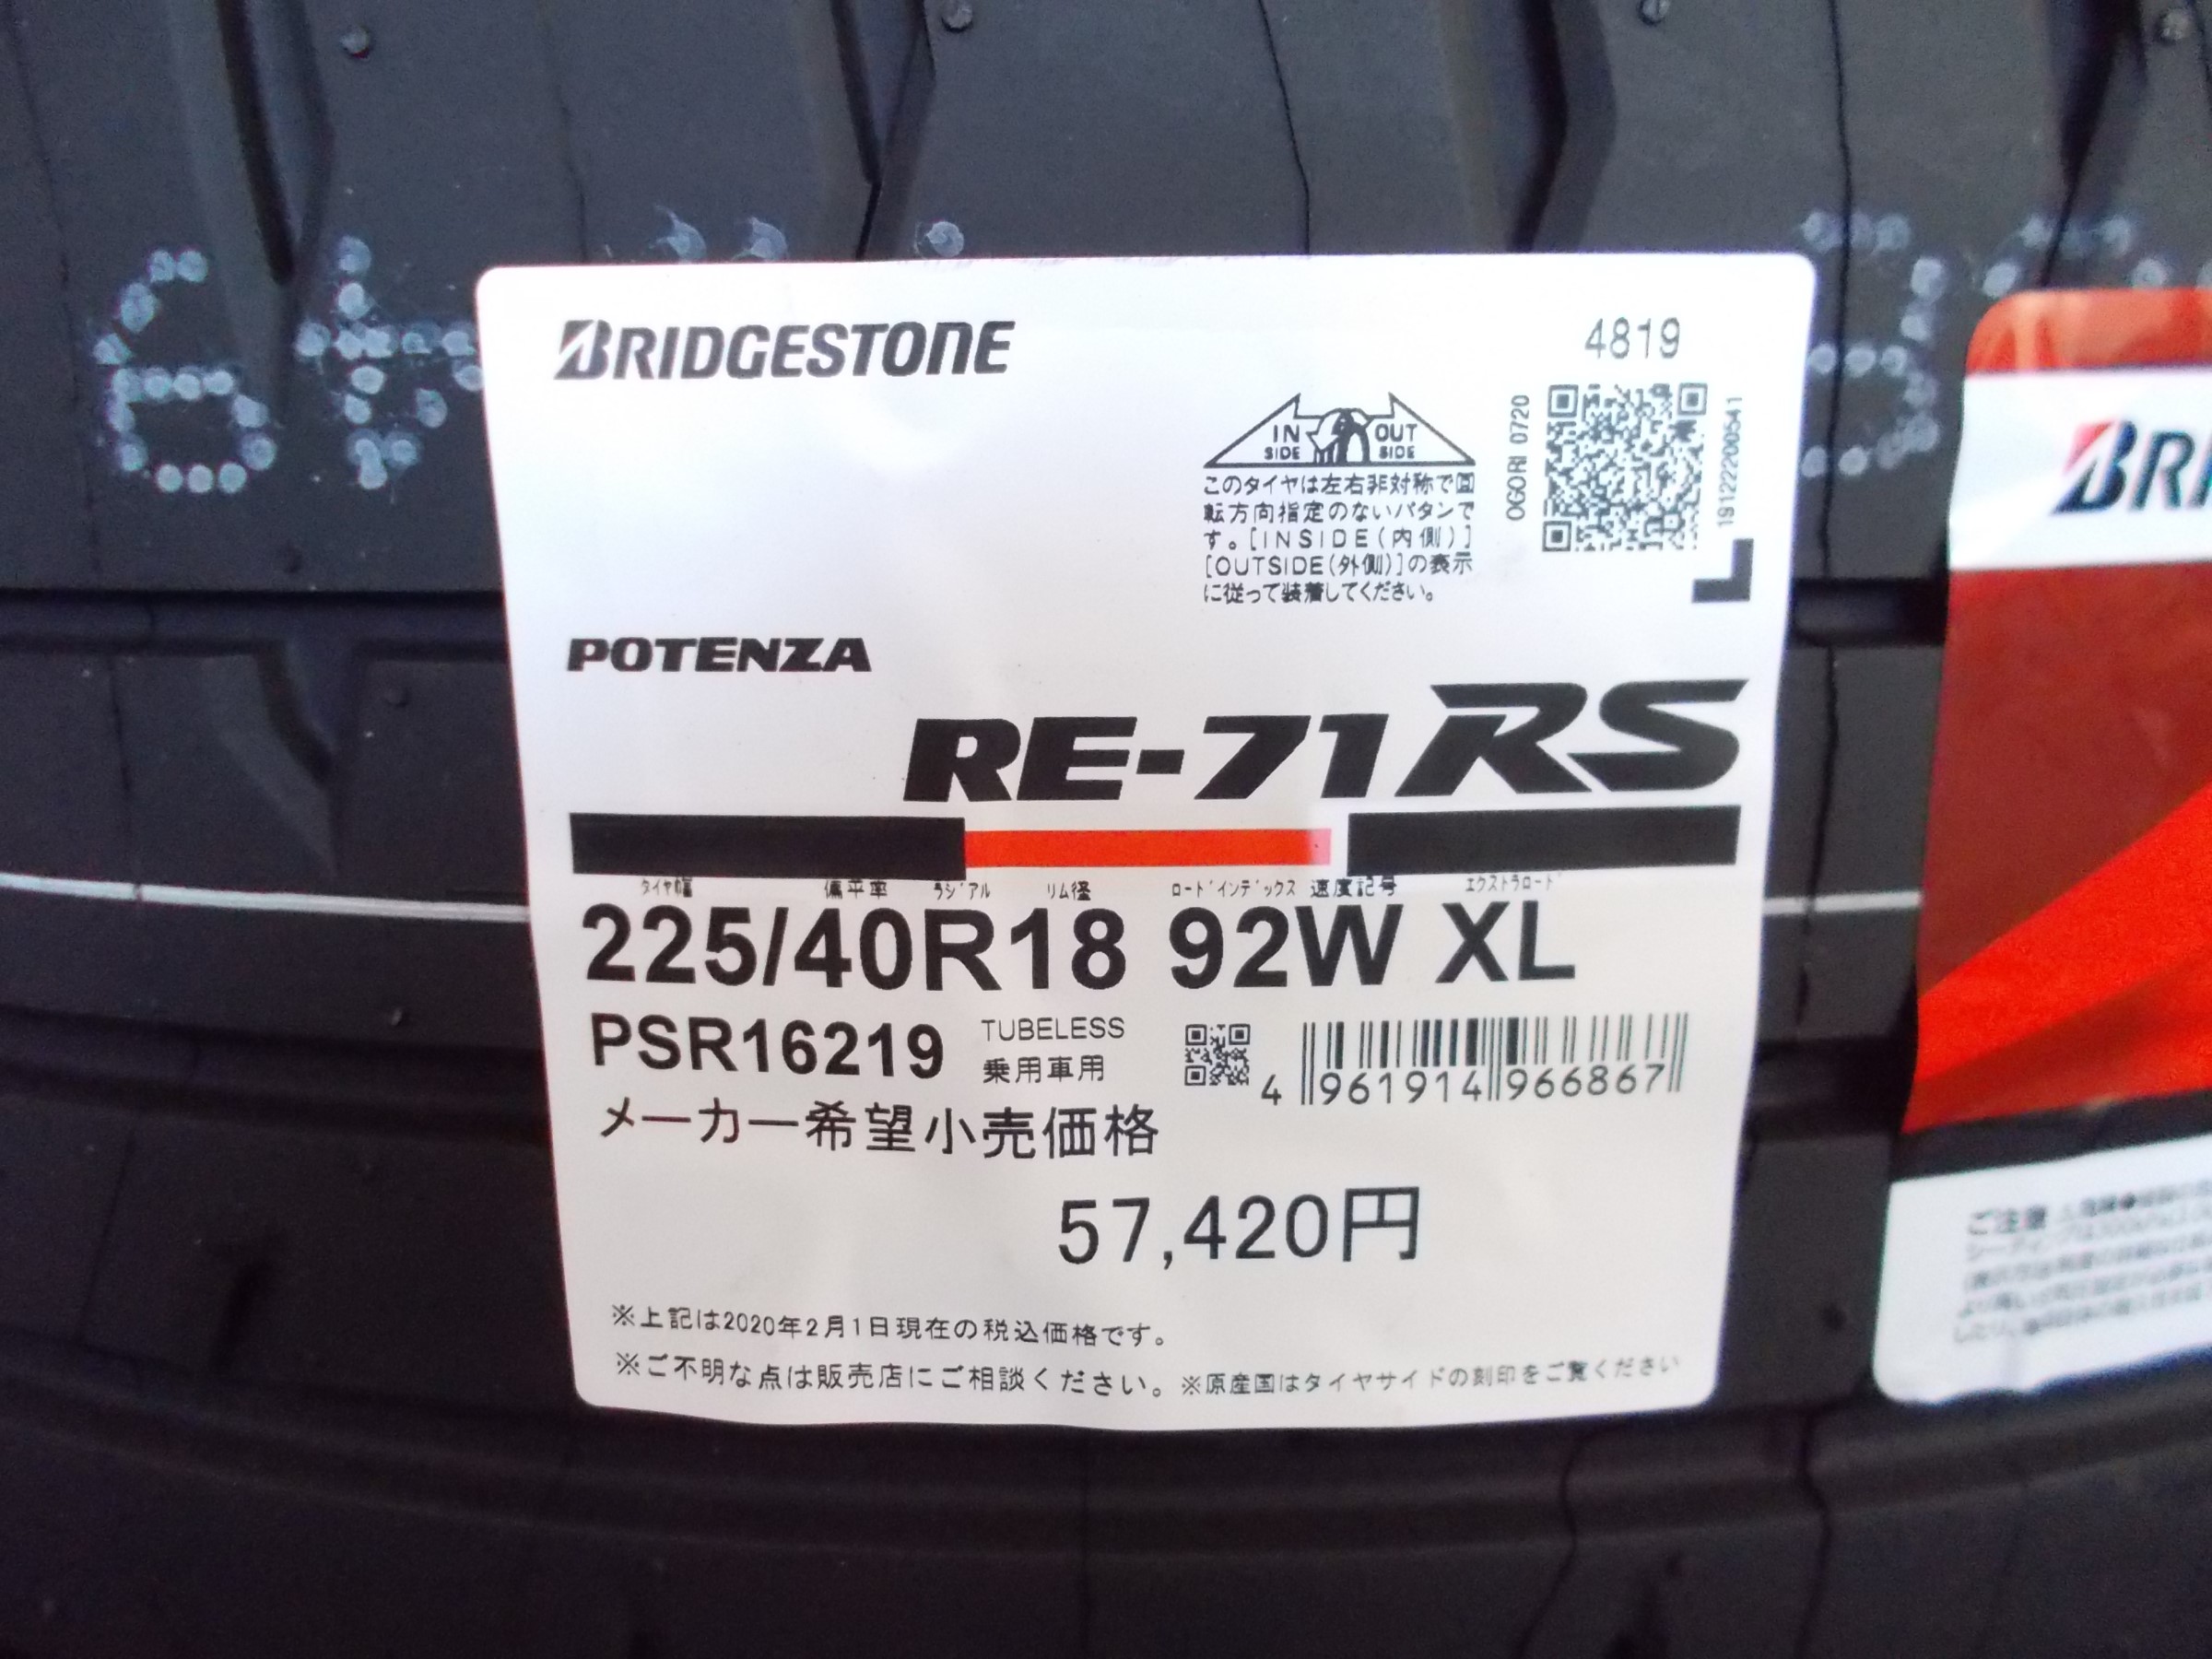 BRIDGESTONE
4819
IN SIDE OUT SIDE
OGORI 0720
19122200541
このタイヤは左右非対称で回
転方向指定のないパタンで
す。[INSIDE(内側)]
[OUTSIDE(外側)]の表示
に従って装着してください。
L
POTENZA
RE-71RS
タイヤ幅 偏平率 ラジアル リム径 ロードインデックス 速度記号 エクストラロード
225/40R18 92W XL
PSR16219
TUBELESS
乗用車用
4 961914 966867
メーカー希望小売価格
57,420円
※上記は2020年2月1日現在の税込価格です。
※ご不明な点は販売店にご相談ください。※原産国はタイヤサイドの刻印をご覧ください
BRI
ご注意